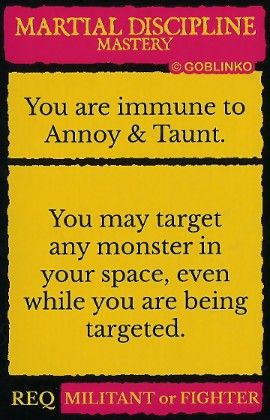 MARTIAL DISCIPLINE
MASTERY
© GOBLINKO
You are immune to
Annoy & Taunt.
You may target
any monster in
your space, even
while you are being
targeted.
REQ MILITANT or FIGHTER